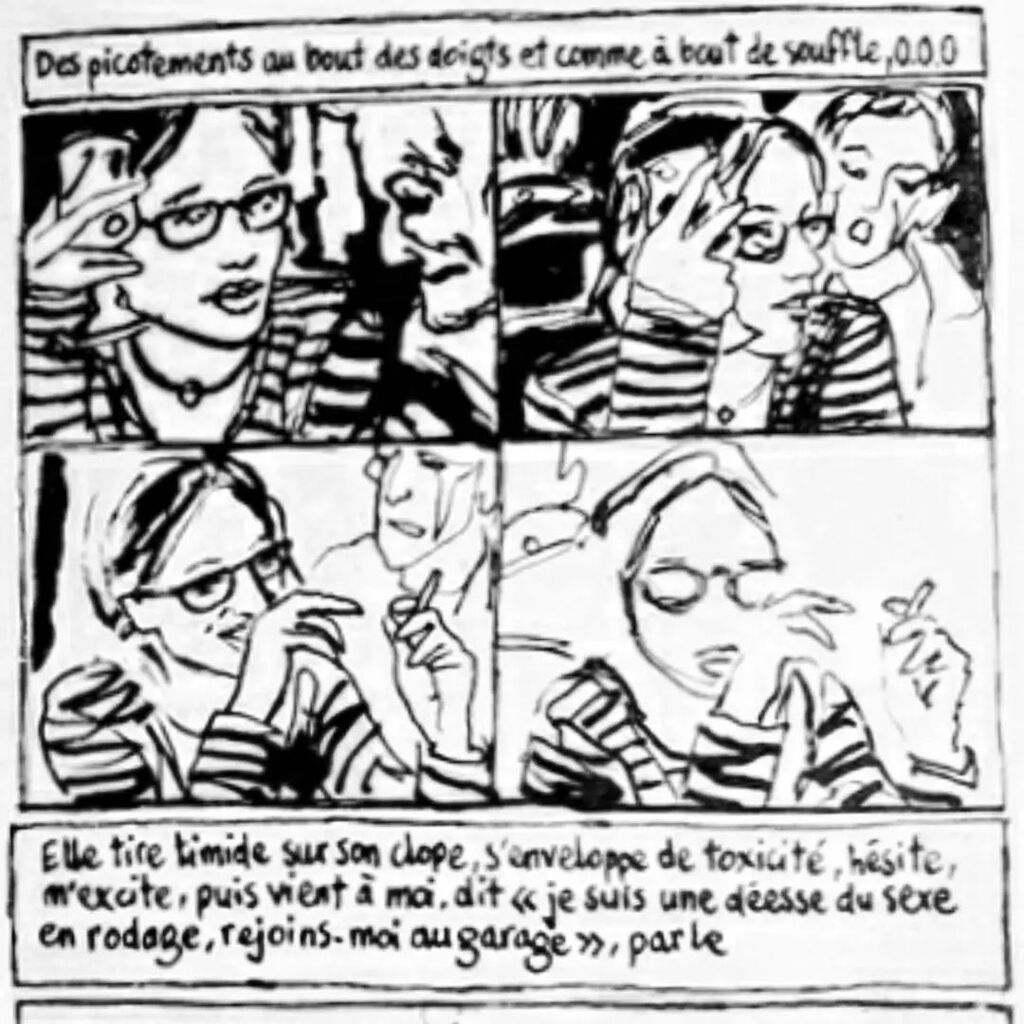 Des picotements au bout des doigts et comme à bout de souffle, 0.0.0
Elle tire timide sur son clope, s'enveloppe de toxicité, hésite,
m'excite, puis vient à moi, dit « je suis une déesse du sexe
en rodage, rejoins-moi au garage », parle